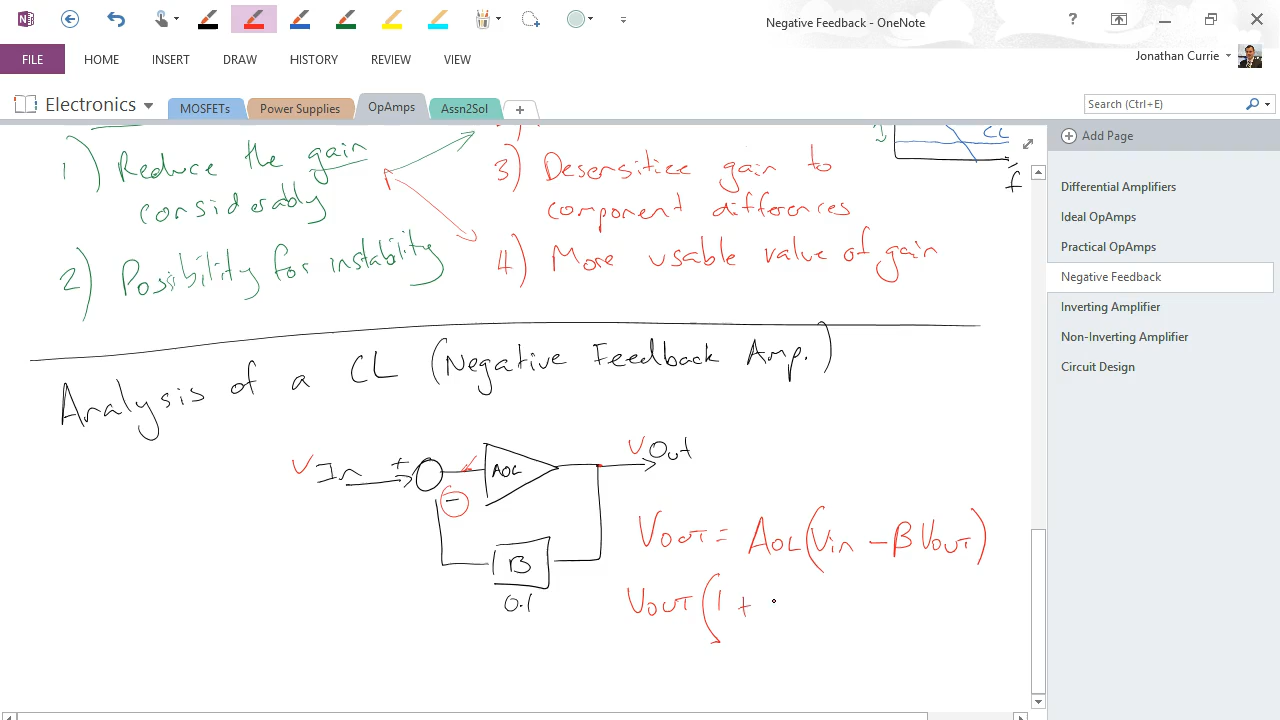 Negative Feedback - OneNote
?
FILE HOME INSERT DRAW HISTORY REVIEW VIEW
Jonathan Currie
Electronics
MOSFETs Power Supplies OpAmps Assn2Sol
Search (Ctrl+E)
Add Page
Differential Amplifiers
Ideal OpAmps
Practical OpAmps
Negative Feedback
Inverting Amplifier
Non-Inverting Amplifier
Circuit Design
1) Reduce the gain
considerably
2) Possibility for instability
3) Desensitice gain to
component differences
4) More usable value of gain
CL
f
Analysis of a CL (Negative Feedback Amp.)
VIn + AOL VOut
−
B
0.1
VOUT = AOL(Vin − BVOUT)
VOUT(1 +